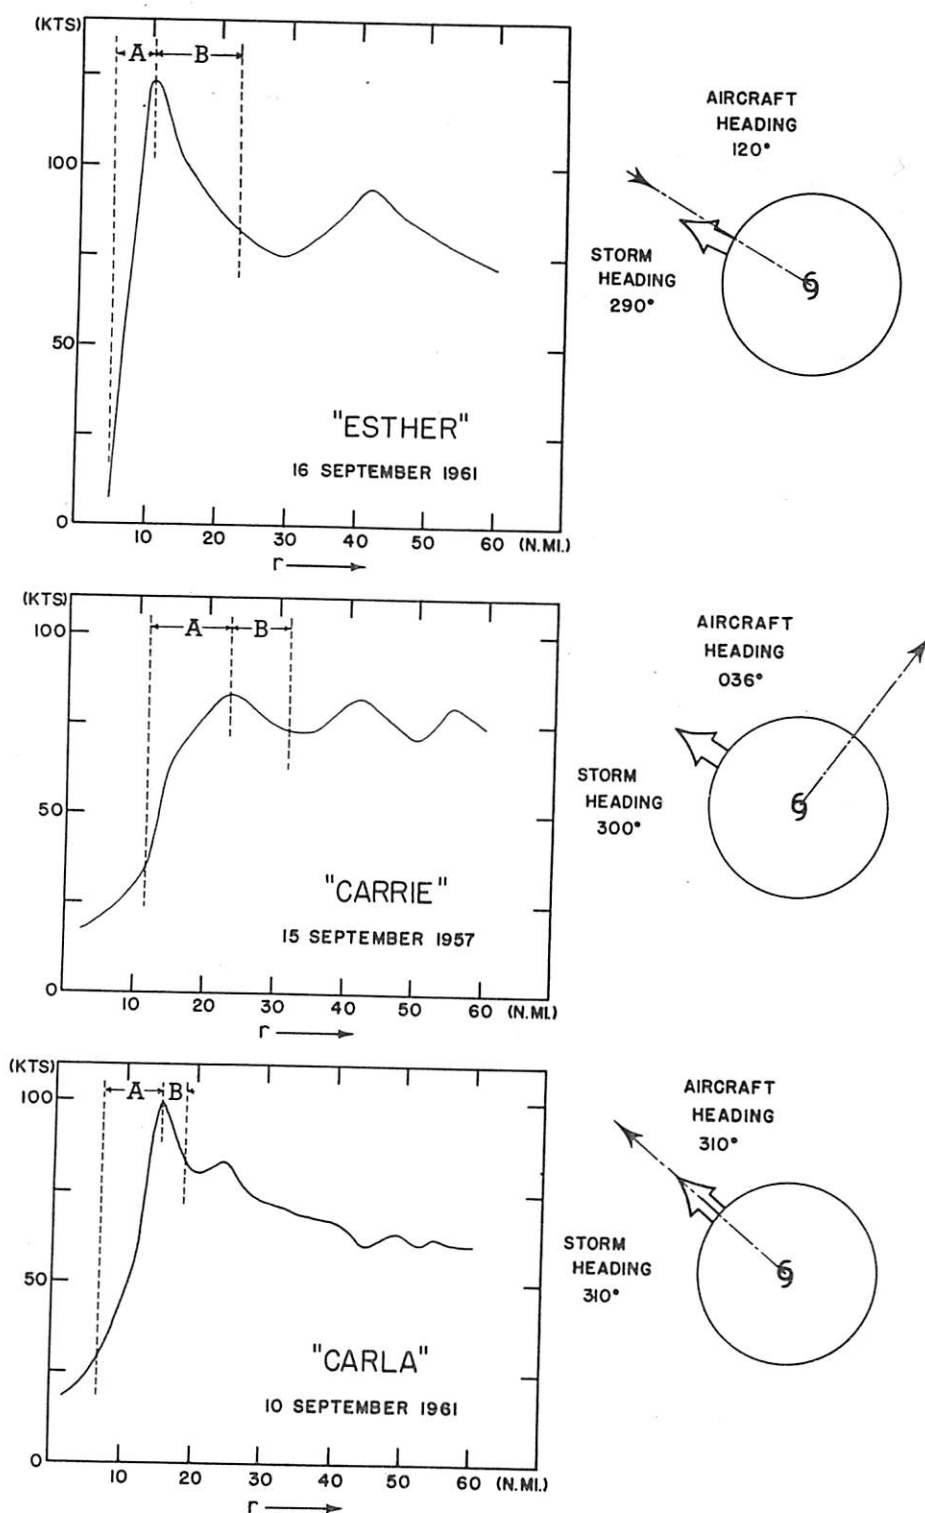 (KTS)
A
B
100
50
0
10
20
30
40
50
60
(N.MI.)
r
"ESTHER"
16 SEPTEMBER 1961
AIRCRAFT
HEADING
120°
STORM
HEADING
290°
(KTS)
100
A
B
50
0
10
20
30
40
50
60
(N.MI.)
r
"CARRIE"
15 SEPTEMBER 1957
AIRCRAFT
HEADING
036°
STORM
HEADING
300°
(KTS)
100
A
B
50
0
10
20
30
40
50
60
(N.MI.)
r
"CARLA"
10 SEPTEMBER 1961
AIRCRAFT
HEADING
310°
STORM
HEADING
310°